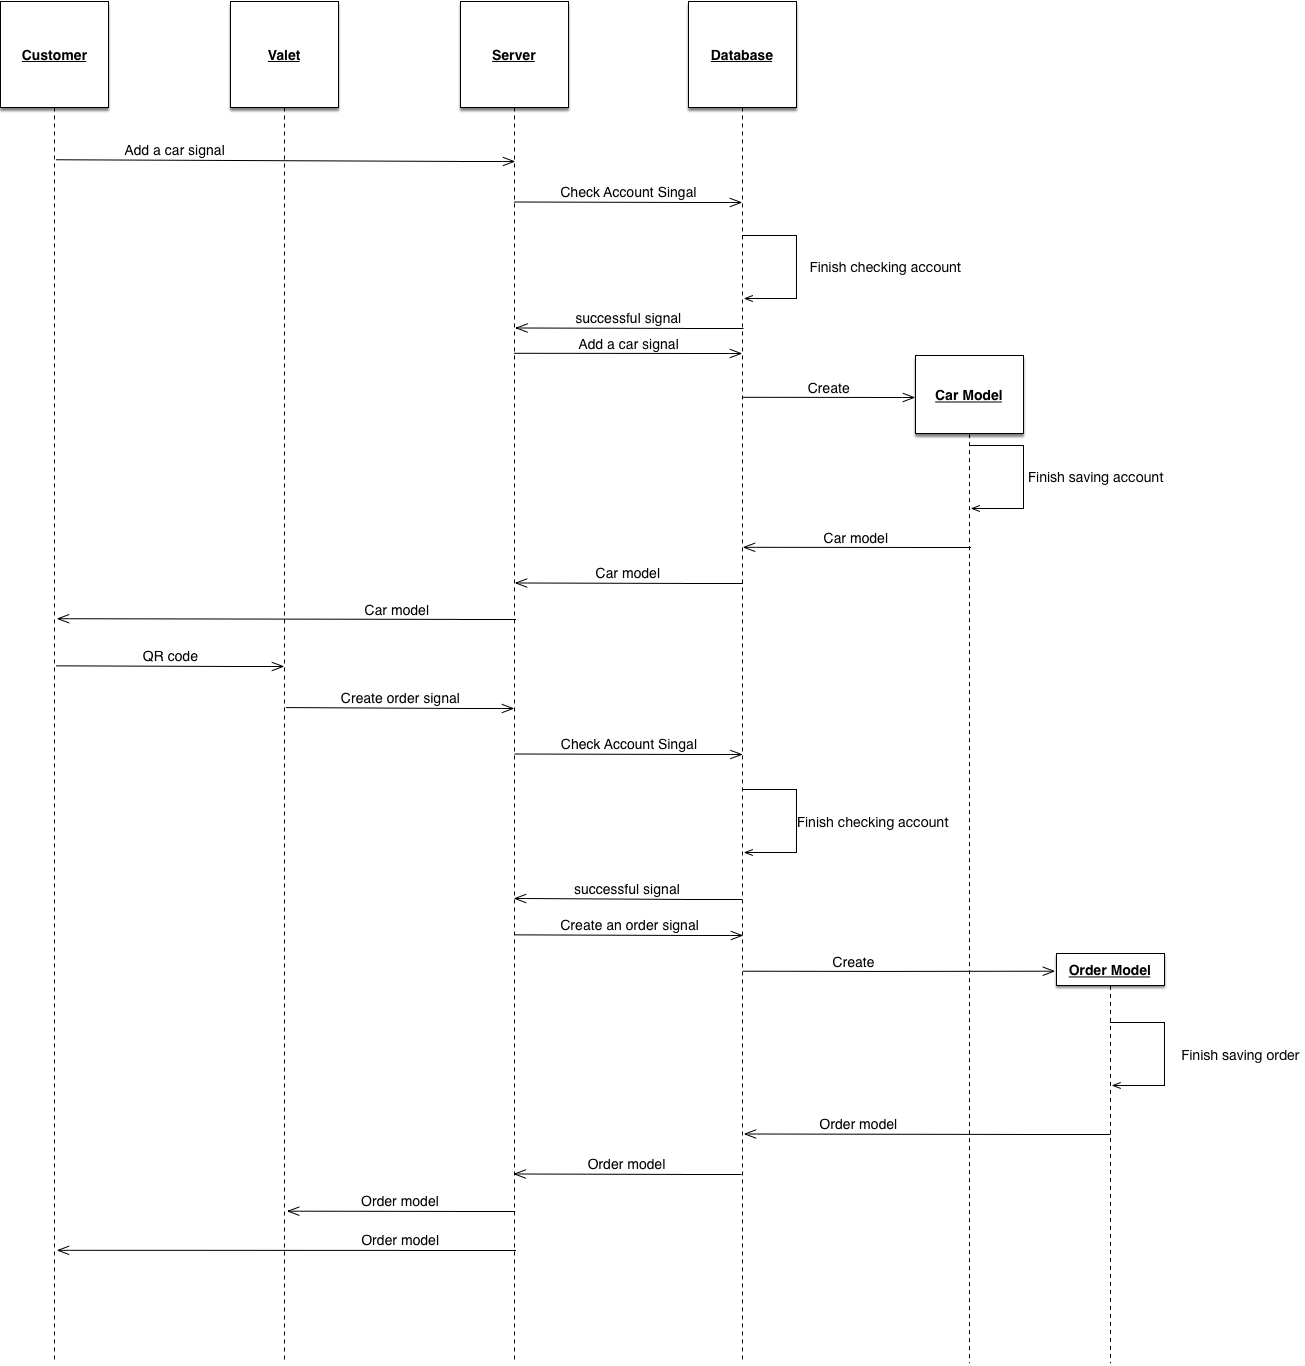 Customer
Valet
Server
Database
Add a car signal
Check Account Singal
Finish checking account
successful signal
Add a car signal
Create
Car Model
Finish saving account
Car model
Car model
Car model
QR code
Create order signal
Check Account Singal
Finish checking account
successful signal
Create an order signal
Create
Order Model
Finish saving order
Order model
Order model
Order model
Order model